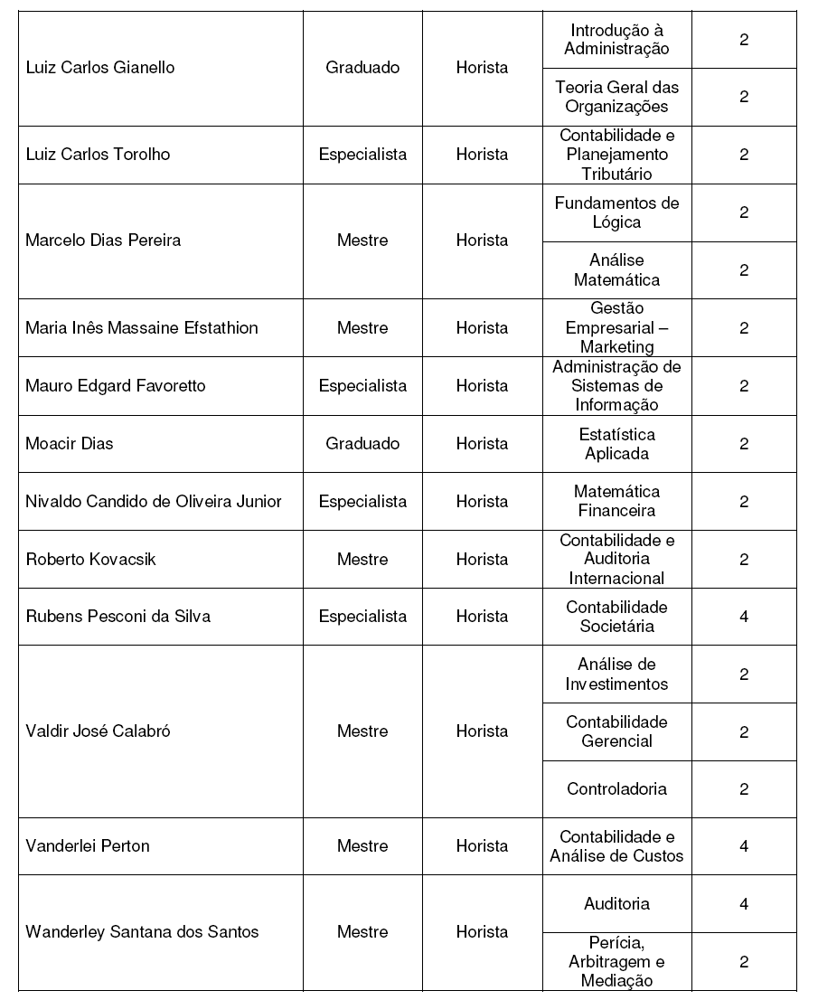 Luiz Carlos Gianello
Graduado
Horista
Introdução à
Administração
2
Teoria Geral das
Organizações
2
Luiz Carlos Torolho
Especialista
Horista
Contabilidade e
Planejamento
Tributário
2
Marcelo Dias Pereira
Mestre
Horista
Fundamentos de
Lógica
2
Análise
Matemática
2
Maria Inês Massaine Efstathion
Mestre
Horista
Gestão
Empresarial –
Marketing
2
Mauro Edgard Favoretto
Especialista
Horista
Administração de
Sistemas de
Informação
2
Moacir Dias
Graduado
Horista
Estatística
Aplicada
2
Nivaldo Candido de Oliveira Junior
Especialista
Horista
Matemática
Financeira
2
Roberto Kovacsik
Mestre
Horista
Contabilidade e
Auditoria
Internacional
2
Rubens Pesconi da Silva
Especialista
Horista
Contabilidade
Societária
4
Valdir José Calabró
Mestre
Horista
Análise de
Investimentos
2
Contabilidade
Gerencial
2
Controladoria
2
Vanderlei Perton
Mestre
Horista
Contabilidade e
Análise de Custos
4
Wanderley Santana dos Santos
Mestre
Horista
Auditoria
4
Perícia,
Arbitragem e
Mediação
2